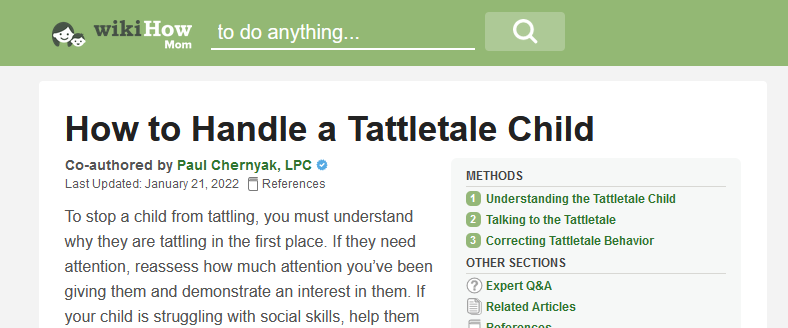 wikiHow
Mom
to do anything...
How to Handle a Tattletale Child
Co-authored by Paul Chernyak, LPC
Last Updated: January 21, 2022 References
To stop a child from tattling, you must understand
why they are tattling in the first place. If they need
attention, reassess how much attention you’ve been
giving them and demonstrate an interest in them. If
your child is struggling with social skills, help them
METHODS
1 Understanding the Tattletale Child
2 Talking to the Tattletale
3 Correcting Tattletale Behavior
OTHER SECTIONS
? Expert Q&A
Related Articles
References